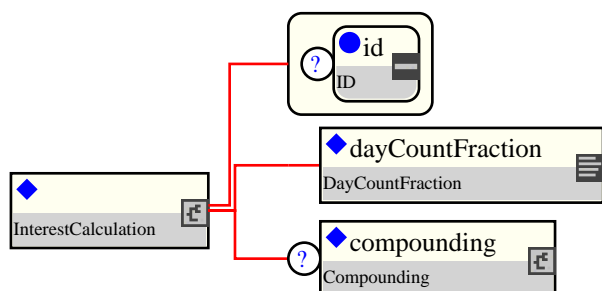 ?
id
ID
dayCountFraction
DayCountFraction
InterestCalculation
?
compounding
Compounding